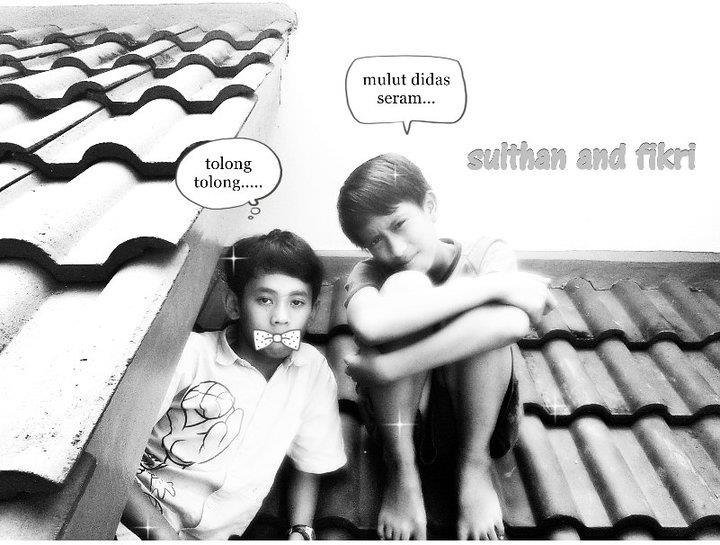 mulut didas
seram...
sulthan and fikri
tolong
tolong.....